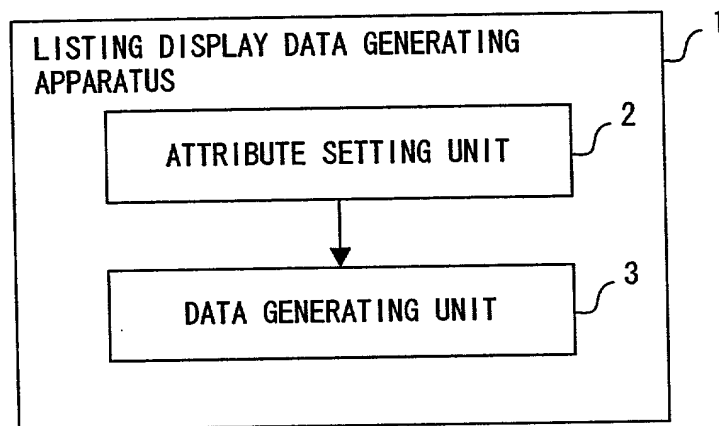 LISTING DISPLAY DATA GENERATING
APPARATUS
1
ATTRIBUTE SETTING UNIT
2
DATA GENERATING UNIT
3